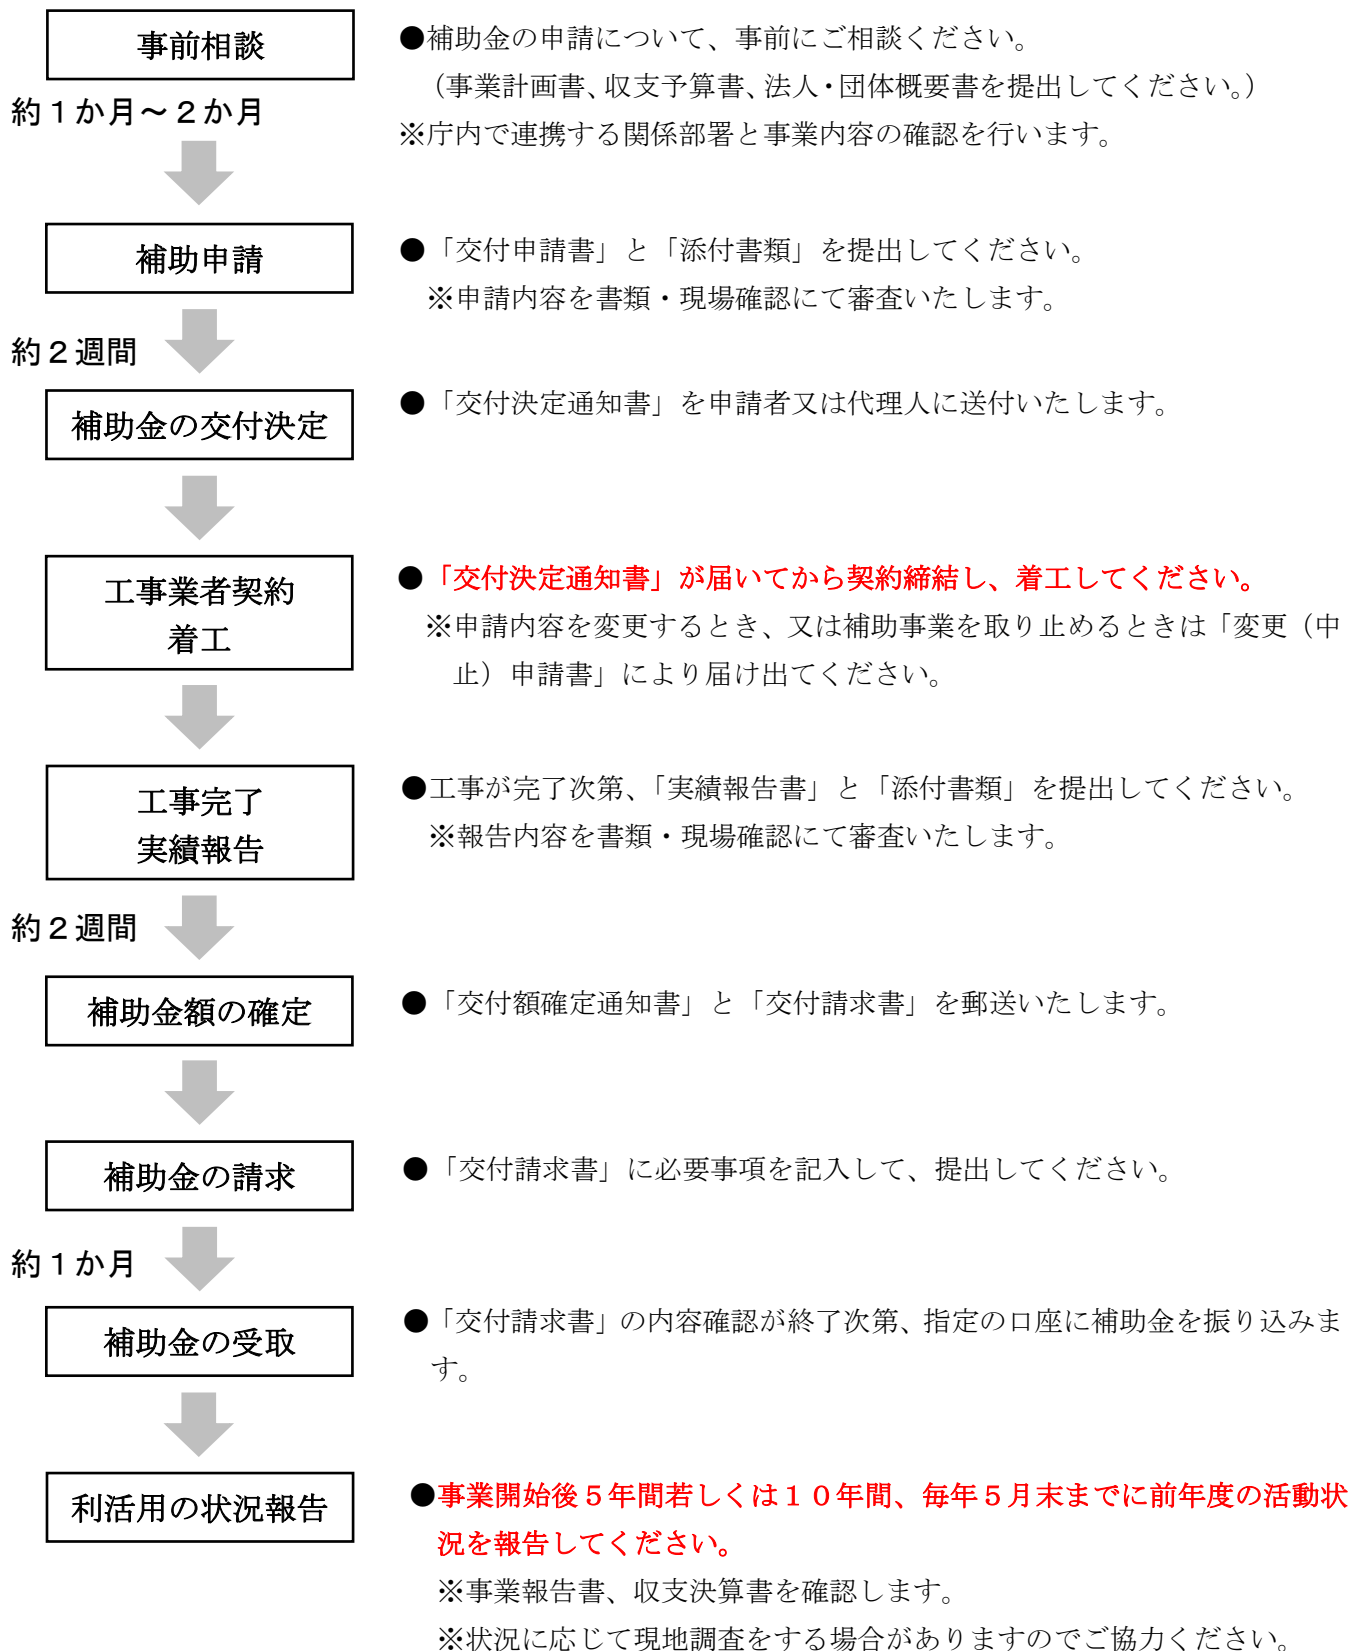 事前相談
●補助金の申請について、事前にご相談ください。
（事業計画書、収支予算書、法人・団体概要書を提出してください。）
約１か月～２か月
※庁内で連携する関係部署と事業内容の確認を行います。
補助申請
●「交付申請書」と「添付書類」を提出してください。
※申請内容を書類・現場確認にて審査いたします。
約２週間
補助金の交付決定
●「交付決定通知書」を申請者又は代理人に送付いたします。
工事業者契約
着工
●「交付決定通知書」が届いてから契約締結し、着工してください。
※申請内容を変更するとき、又は補助事業を取り止めるときは「変更（中
止）申請書」により届け出てください。
工事完了
実績報告
●工事が完了次第、「実績報告書」と「添付書類」を提出してください。
※報告内容を書類・現場確認にて審査いたします。
約２週間
補助金額の確定
●「交付額確定通知書」と「交付請求書」を郵送いたします。
補助金の請求
●「交付請求書」に必要事項を記入して、提出してください。
約１か月
補助金の受取
●「交付請求書」の内容確認が終了次第、指定の口座に補助金を振り込みま
す。
利活用の状況報告
●事業開始後５年間若しくは１０年間、毎年５月末までに前年度の活動状
況を報告してください。
※事業報告書、収支決算書を確認します。
※状況に応じて現地調査をする場合がありますのでご協力ください。